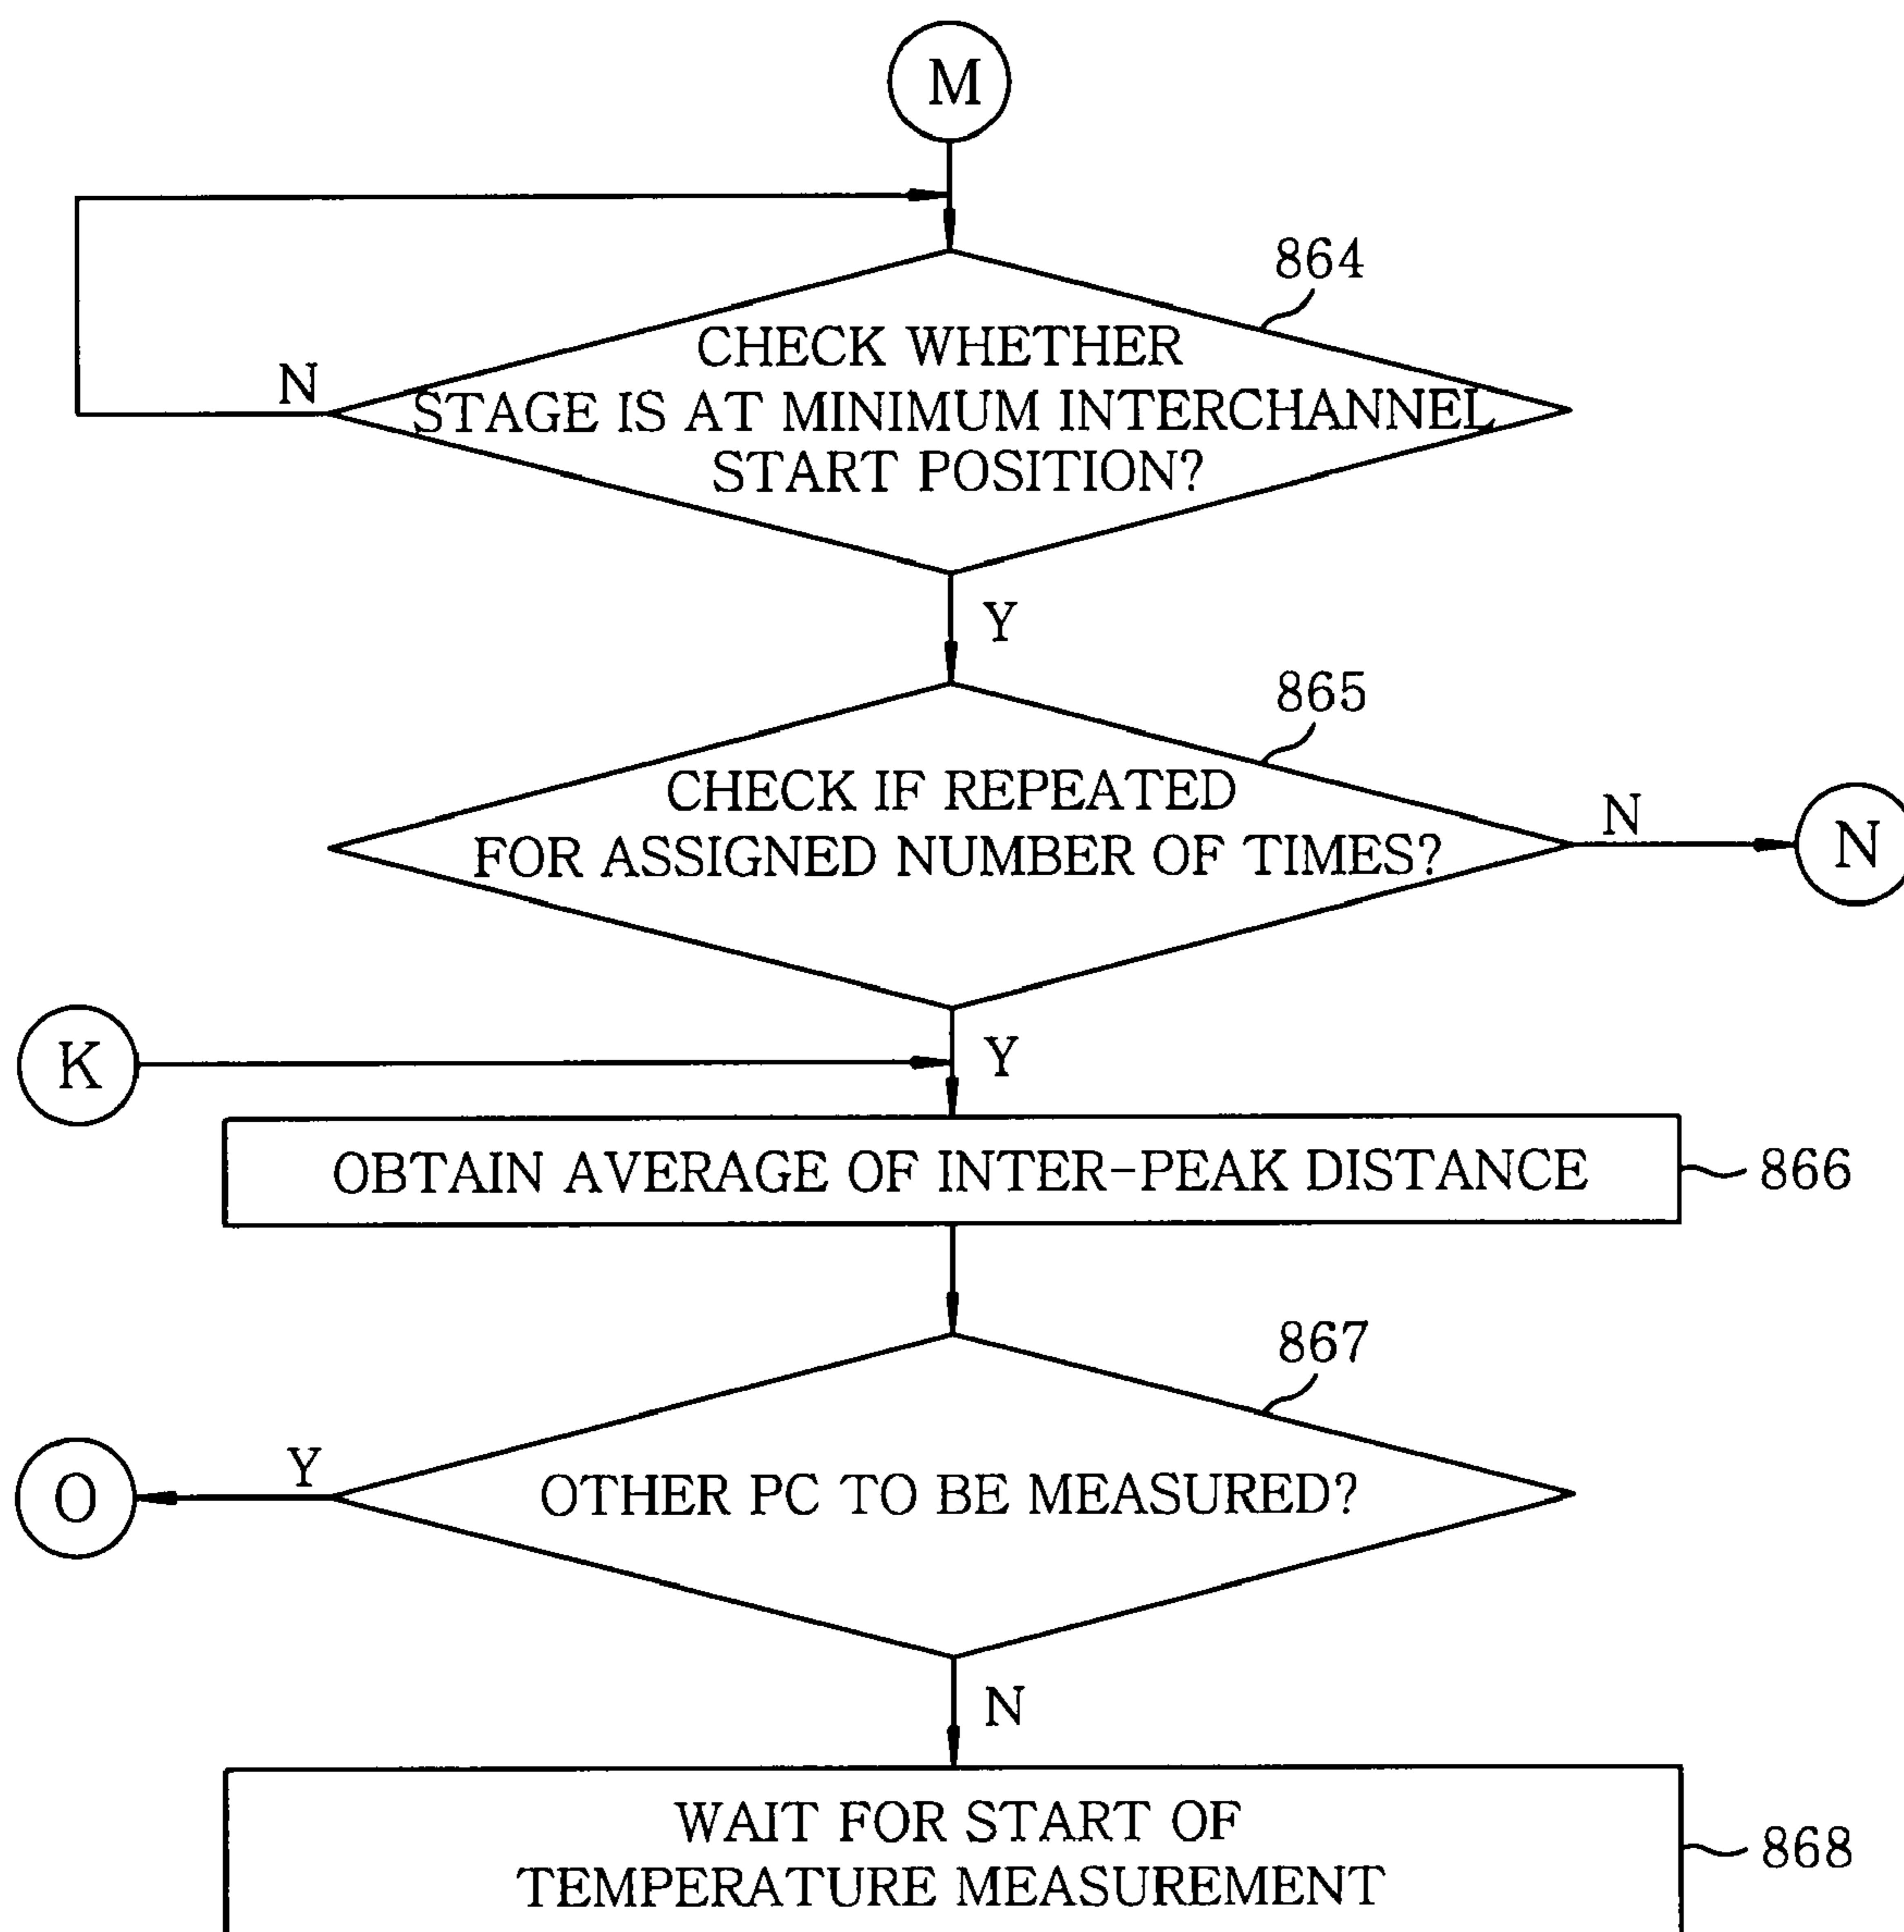 M
864
CHECK WHETHER
STAGE IS AT MINIMUM INTERCHANNEL
START POSITION?
N
Y
865
CHECK IF REPEATED
FOR ASSIGNED NUMBER OF TIMES?
N
N
K
Y
OBTAIN AVERAGE OF INTER-PEAK DISTANCE
866
867
O
Y
OTHER PC TO BE MEASURED?
N
WAIT FOR START OF
TEMPERATURE MEASUREMENT
868